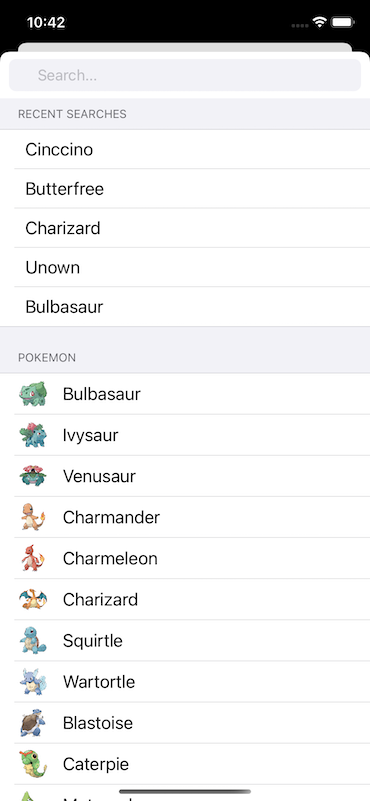 10:42
Search...
RECENT SEARCHES
Cinccino
Butterfree
Charizard
Unown
Bulbasaur
POKEMON
Bulbasaur
Ivysaur
Venusaur
Charmander
Charmeleon
Charizard
Squirtle
Wartortle
Blastoise
Caterpie